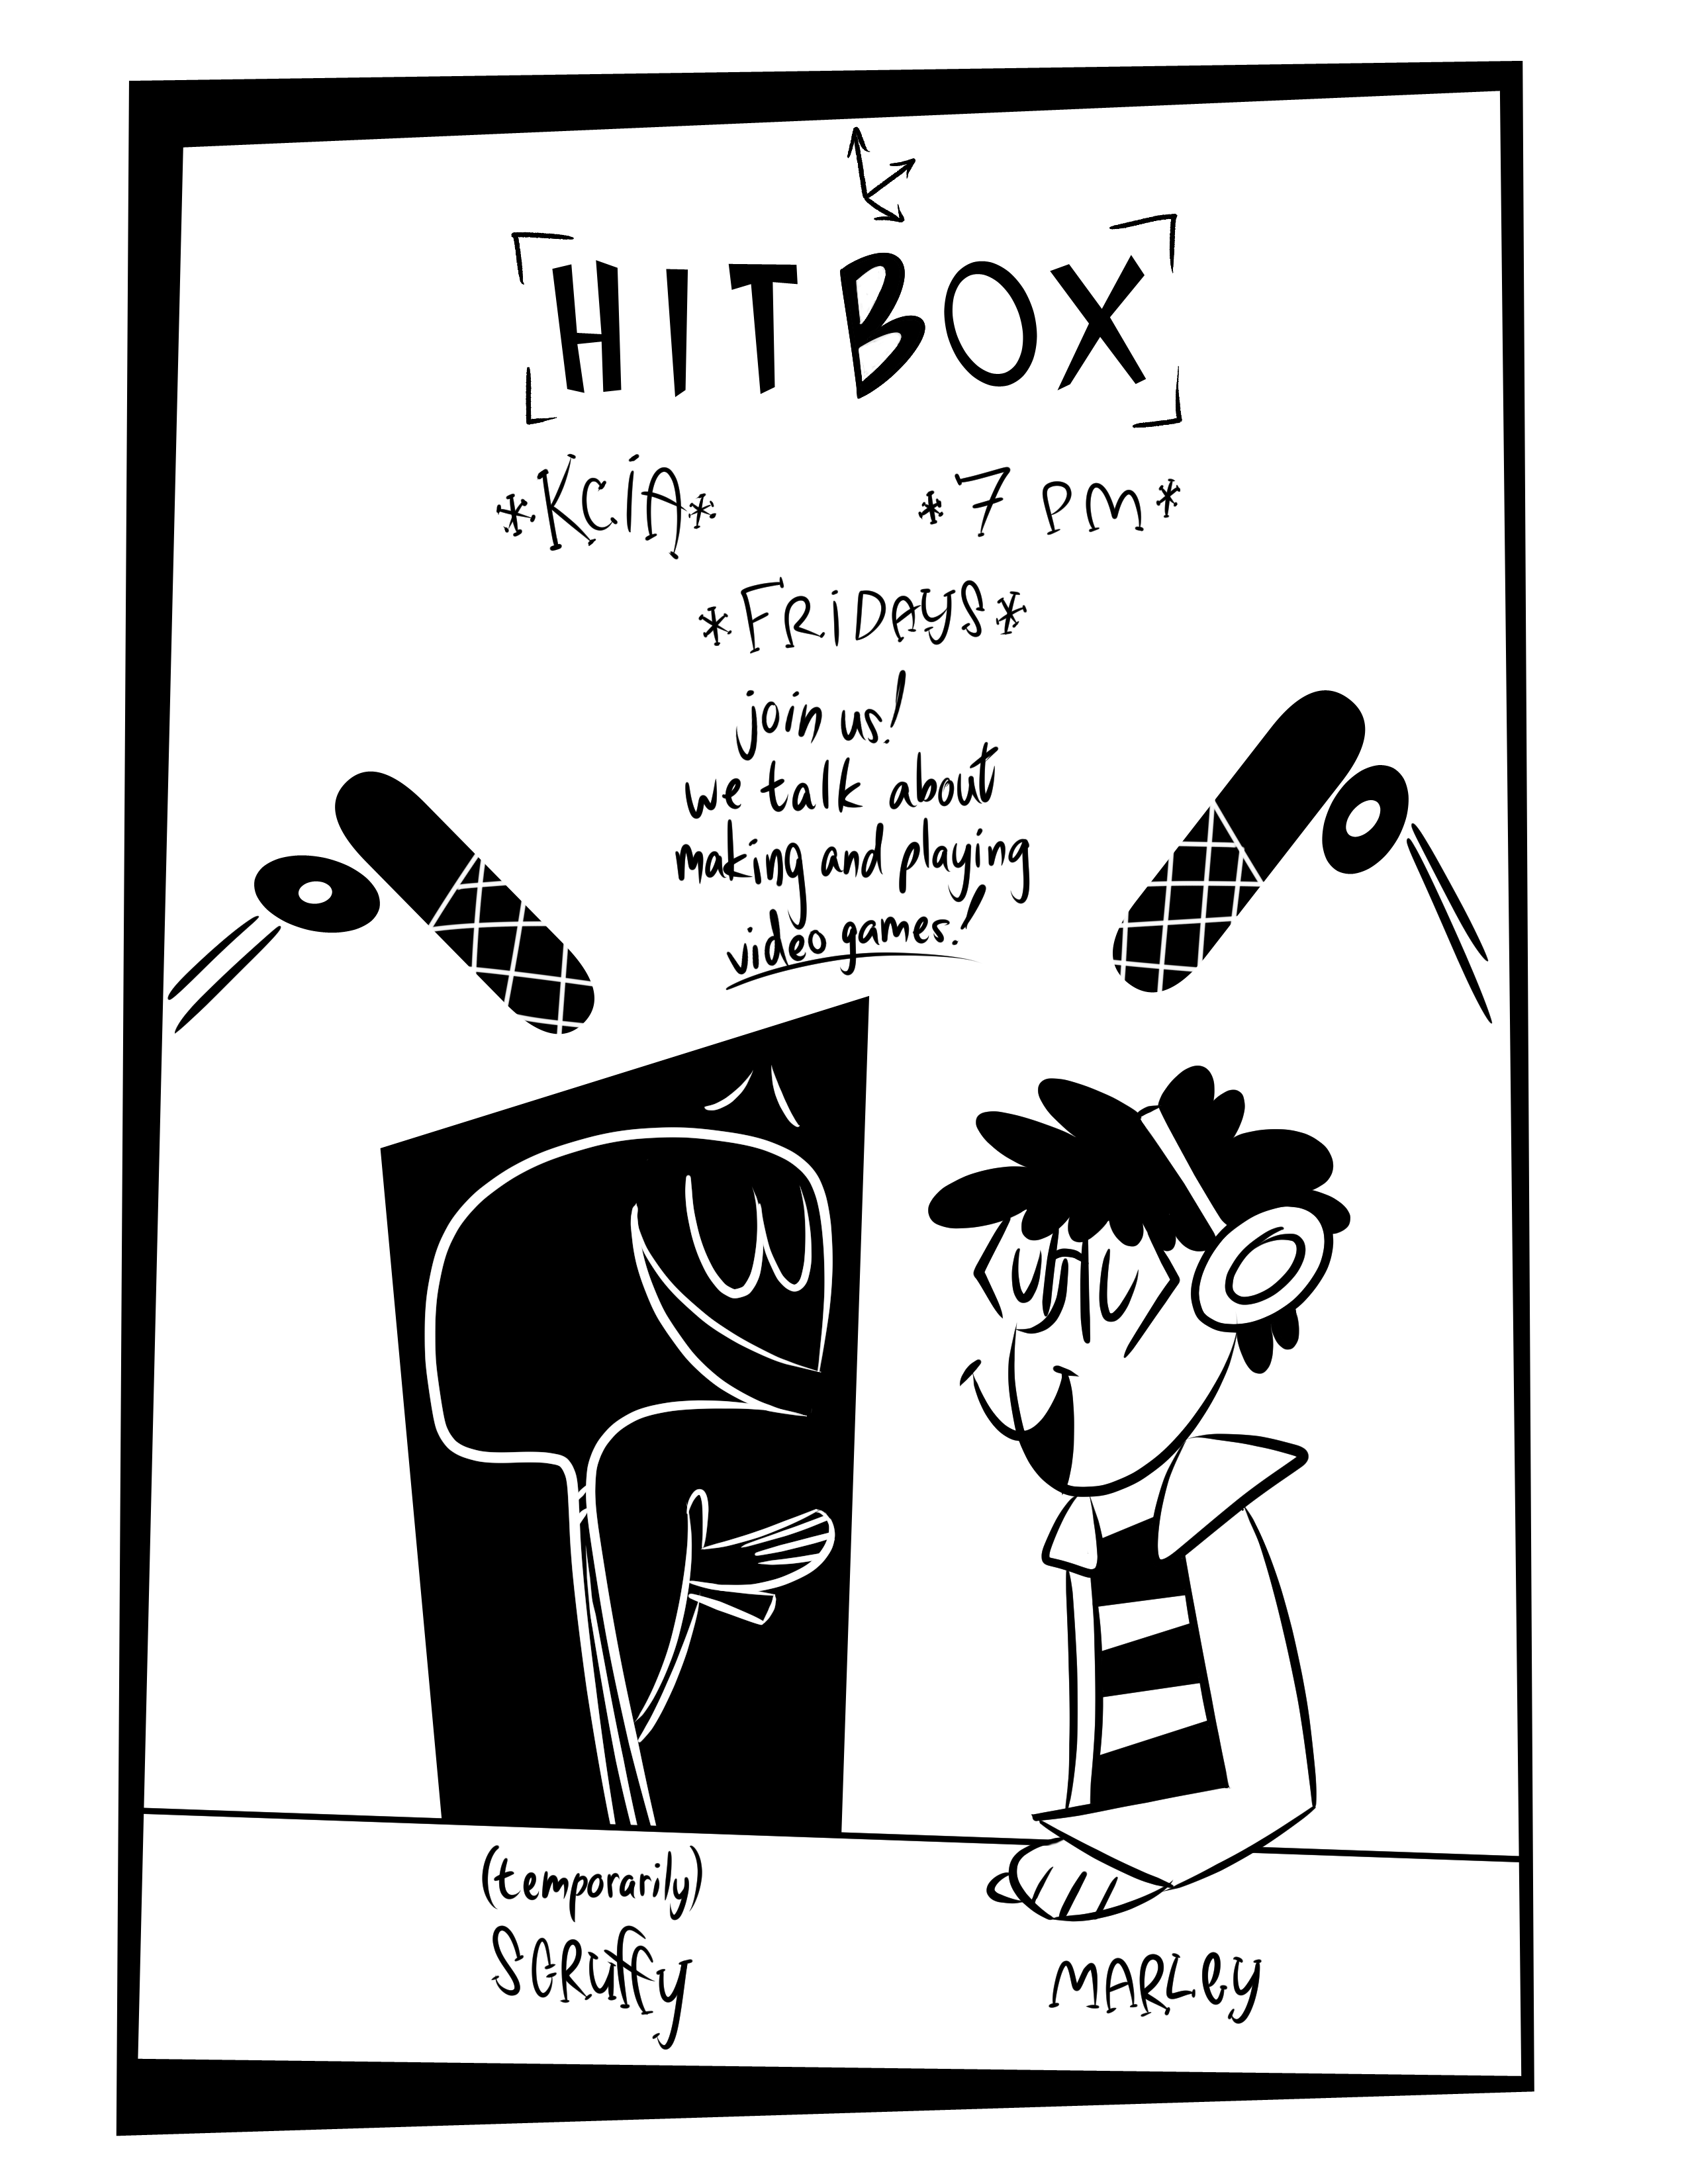 HITBOX
*KCiA* *7 PM*
*FRiDAYS*
join us!
we talk about
making and playing
video games!
(temporarily)
SCRuffy
MARLEy